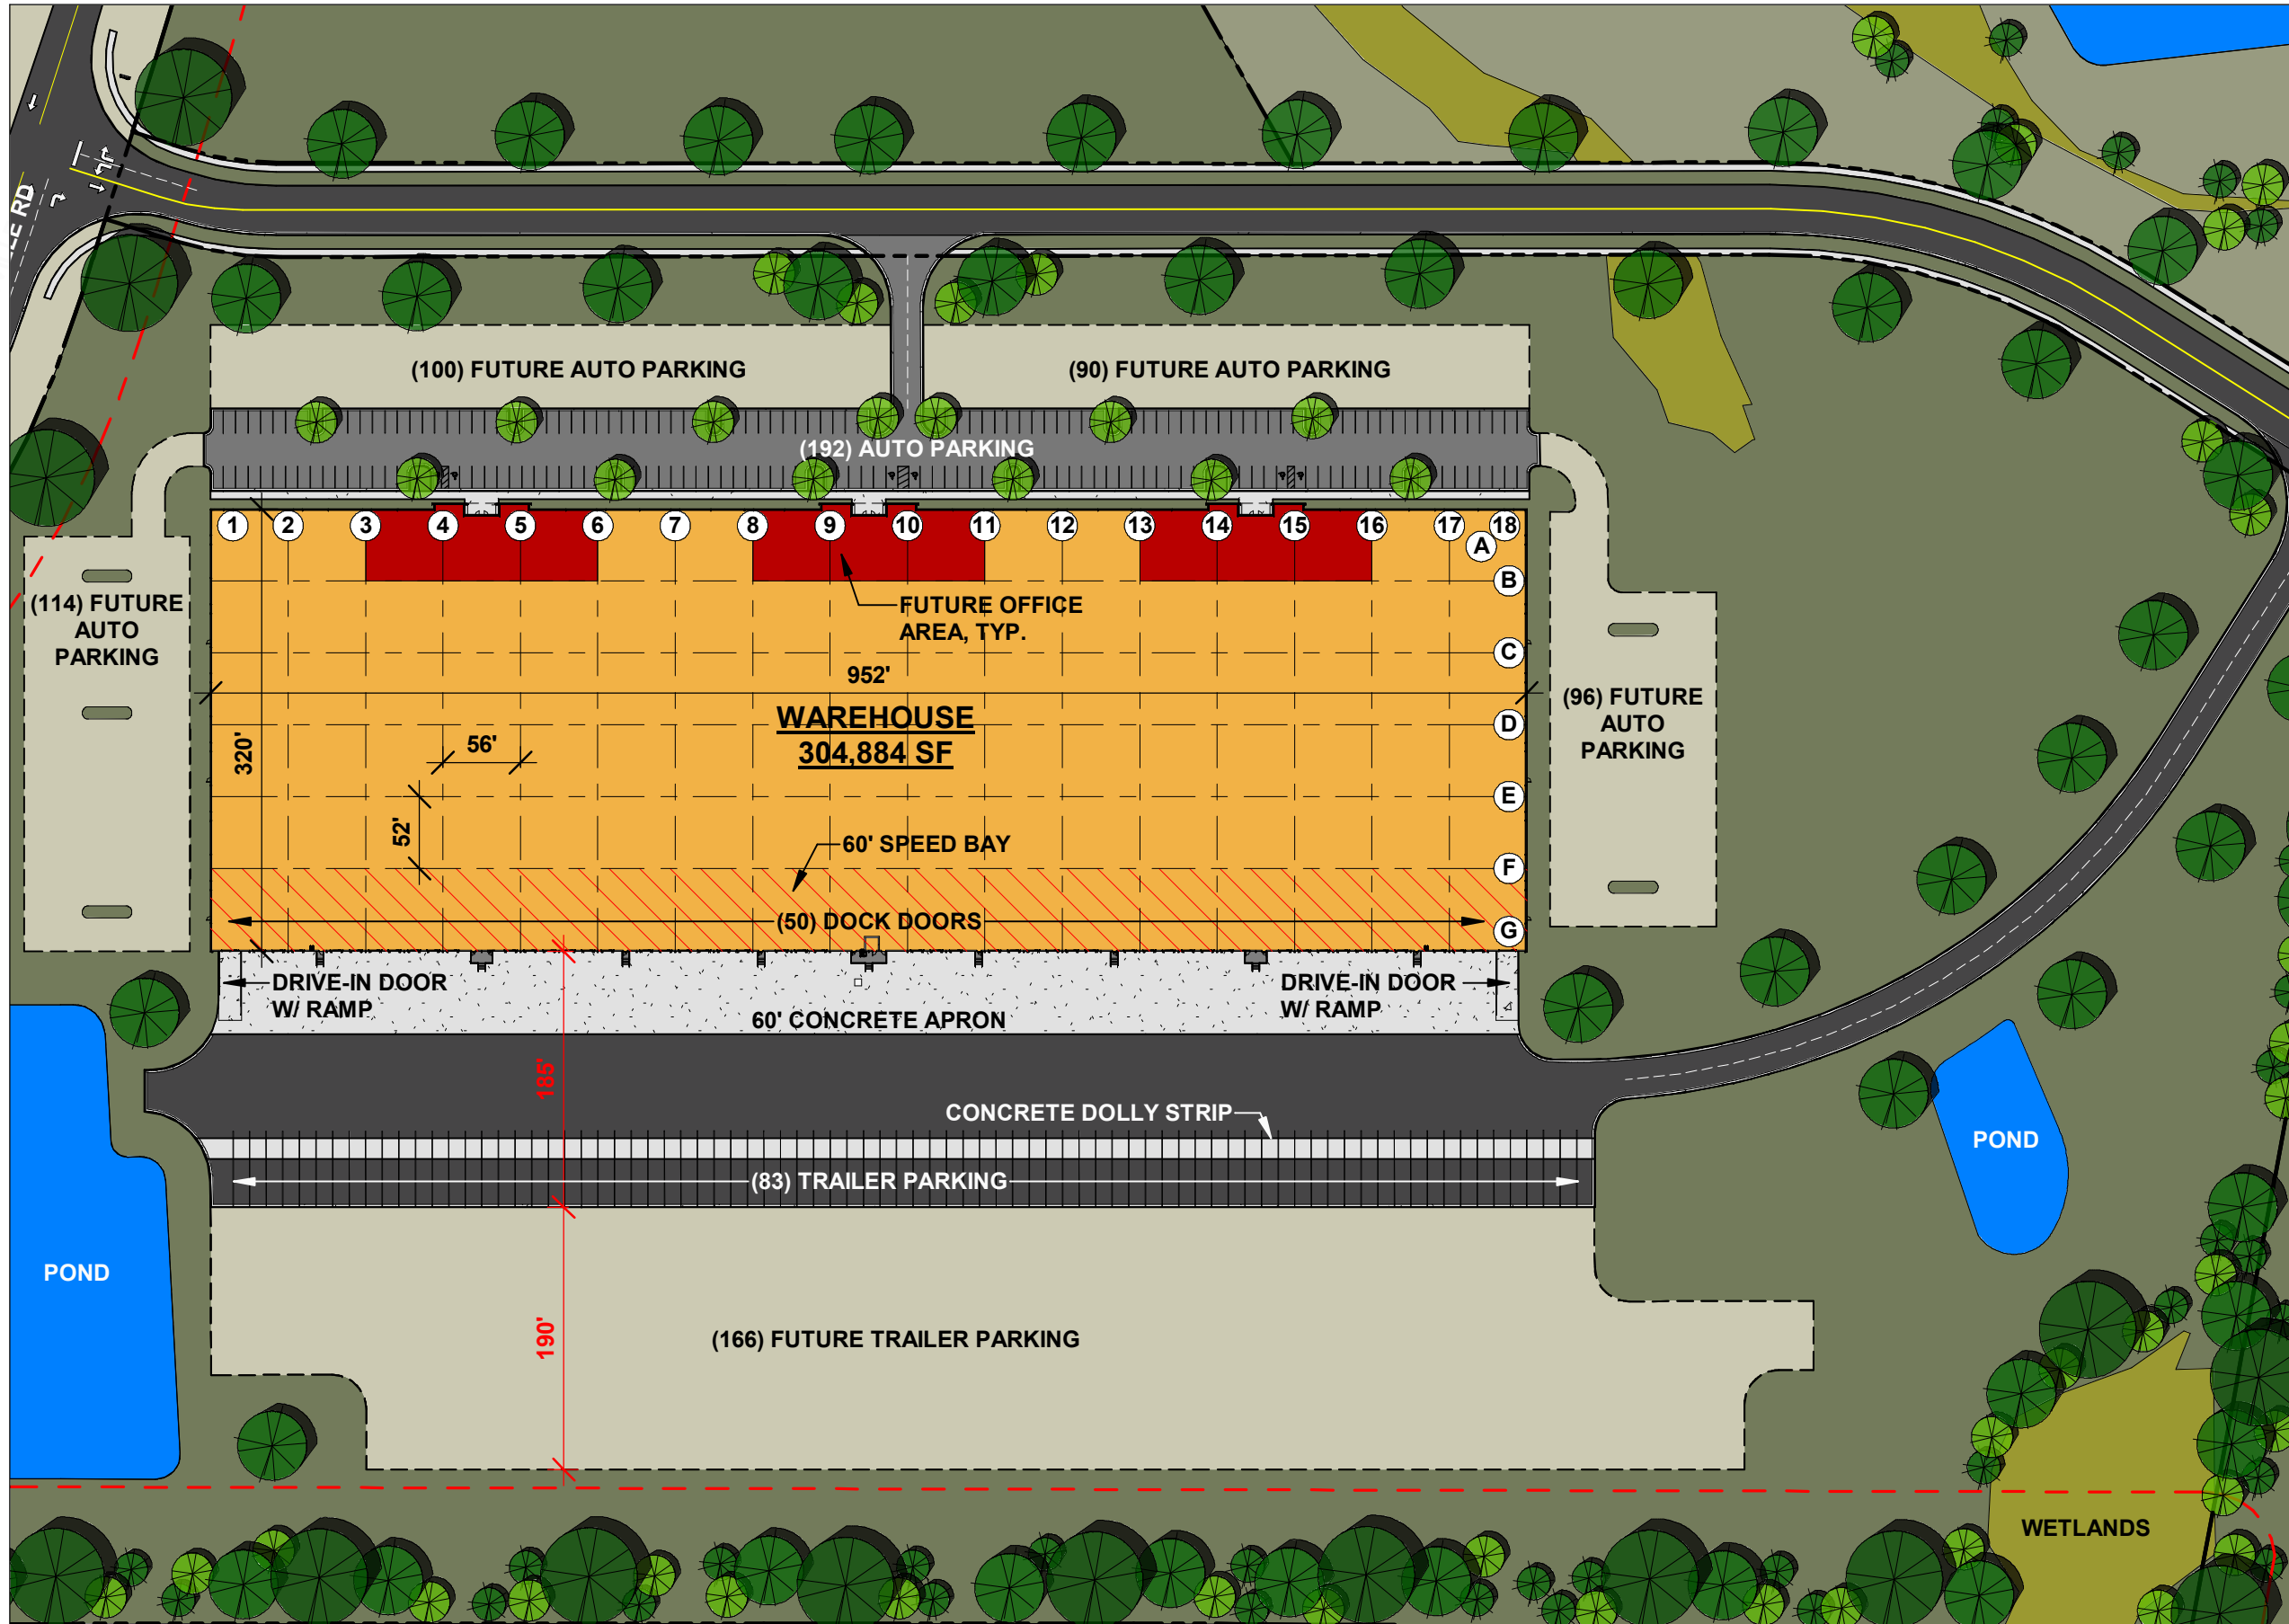 (100) FUTURE AUTO PARKING
(90) FUTURE AUTO PARKING
(192) AUTO PARKING
1 2 3 4 5 6 7 8 9 10 11 12 13 14 15 16 17 18
A
B
C
D
E
F
G
(114) FUTURE
AUTO
PARKING
FUTURE OFFICE
AREA, TYP.
952'
WAREHOUSE
304,884 SF
320'
56'
52'
(96) FUTURE
AUTO
PARKING
60' SPEED BAY
(50) DOCK DOORS
DRIVE-IN DOOR
W/ RAMP
DRIVE-IN DOOR
W/ RAMP
60' CONCRETE APRON
185'
CONCRETE DOLLY STRIP
(83) TRAILER PARKING
POND
POND
190'
(166) FUTURE TRAILER PARKING
WETLANDS
RD